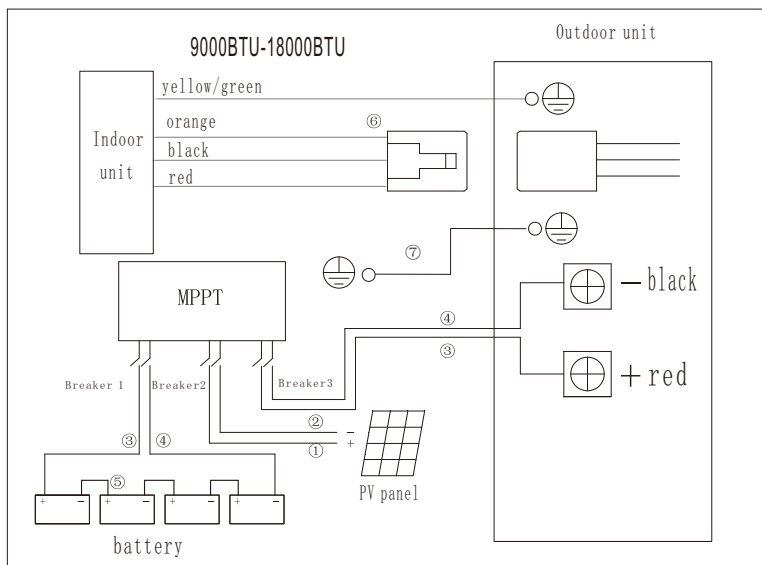 9000BTU-18000BTU
Outdoor unit
yellow/green
orange
⑥
black
red
Indoor
unit
⑦
MPPT
④
− black
③
+ red
Breaker 1
Breaker2
Breaker3
③
④
②
−
①
+
PV panel
⑤
+ −
+ −
+ −
+ −
battery